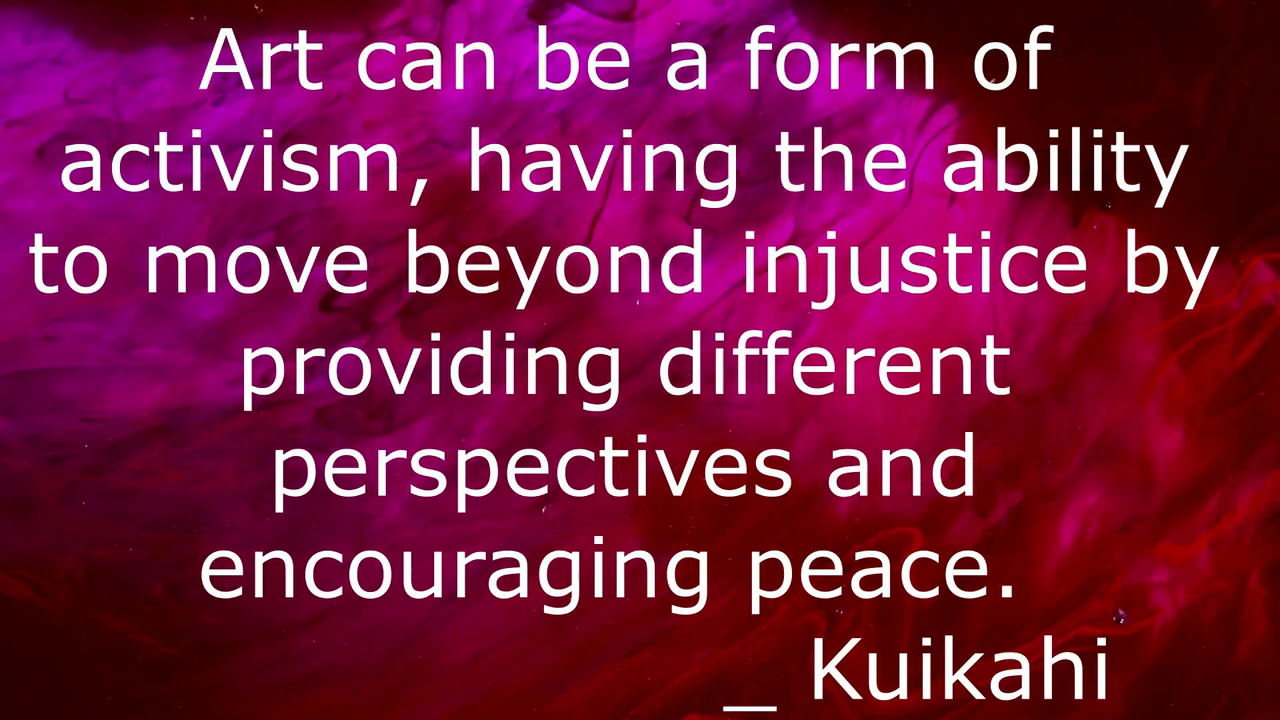 Art can be a form of
activism, having the ability
to move beyond injustice by
providing different
perspectives and
encouraging peace.
_ Kuikahi